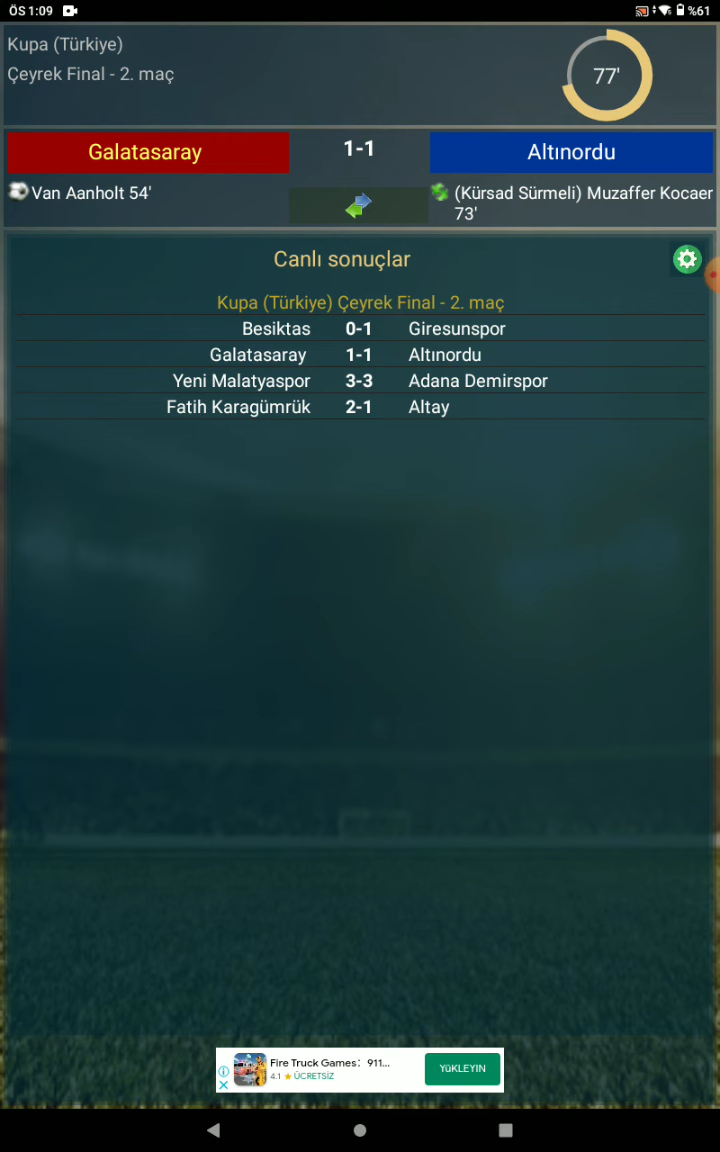 ÖS 1:09
%61
Kupa (Türkiye)
Çeyrek Final - 2. maç
77'
Galatasaray 1-1 Altınordu
Van Aanholt 54'
(Kürsad Sürmeli) Muzaffer Kocaer
73'
Canlı sonuçlar
Kupa (Türkiye) Çeyrek Final - 2. maç
Besiktas 0-1 Giresunspor
Galatasaray 1-1 Altınordu
Yeni Malatyaspor 3-3 Adana Demirspor
Fatih Karagümrük 2-1 Altay
Fire Truck Games: 911...
4.1 ★ ÜCRETSİZ
YÜKLEYIN